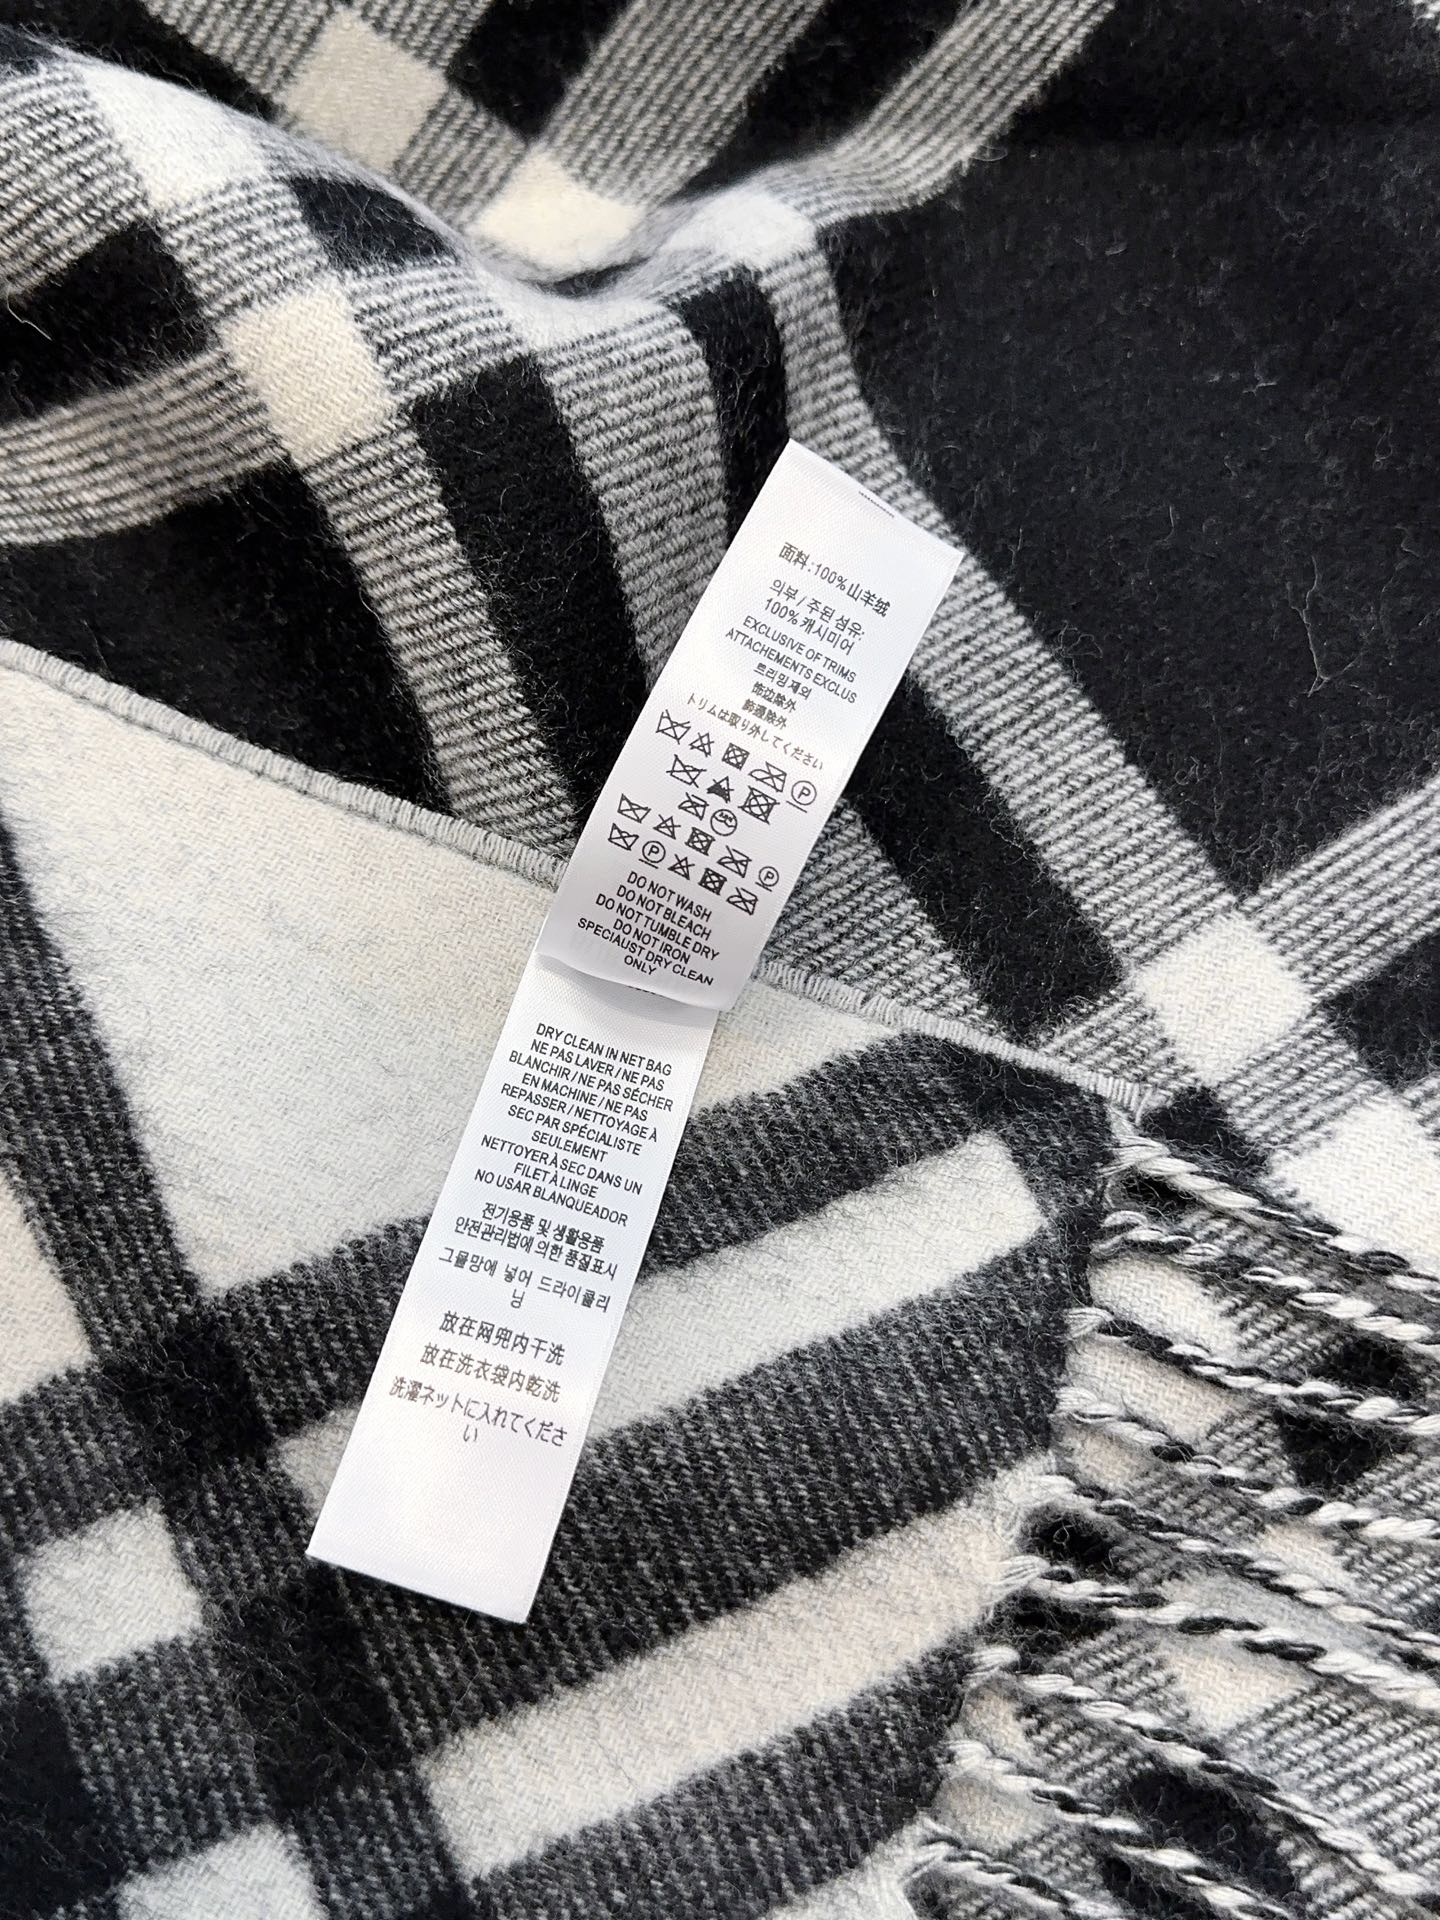 面料:100%山羊绒
의부/주된 섬유:
100% 캐시미어
EXCLUSIVE OF TRIMS
ATTACHEMENTS EXCLUS
트리밍 제외
饰边除外
飾邊除外
トリムは取り外してください
P
P
P
DO NOT WASH
DO NOT BLEACH
DO NOT TUMBLE DRY
DO NOT IRON
SPECIAUST DRY CLEAN
ONLY
DRY CLEAN IN NET BAG
NE PAS LAVER / NE PAS
BLANCHIR / NE PAS SÉCHER
EN MACHINE / NE PAS
REPASSER / NETTOYAGE À
SEC PAR SPÉCIALISTE
SEULEMENT
NETTOYER À SEC DANS UN
FILET À LINGE
NO USAR BLANQUEADOR
전기용품 및 생활용품
안전관리법에 의한 품질표시
그물망에 넣어 드라이클리
닝
放在网兜内干洗
放在洗衣袋内乾洗
洗濯ネットに入れてくださ
い